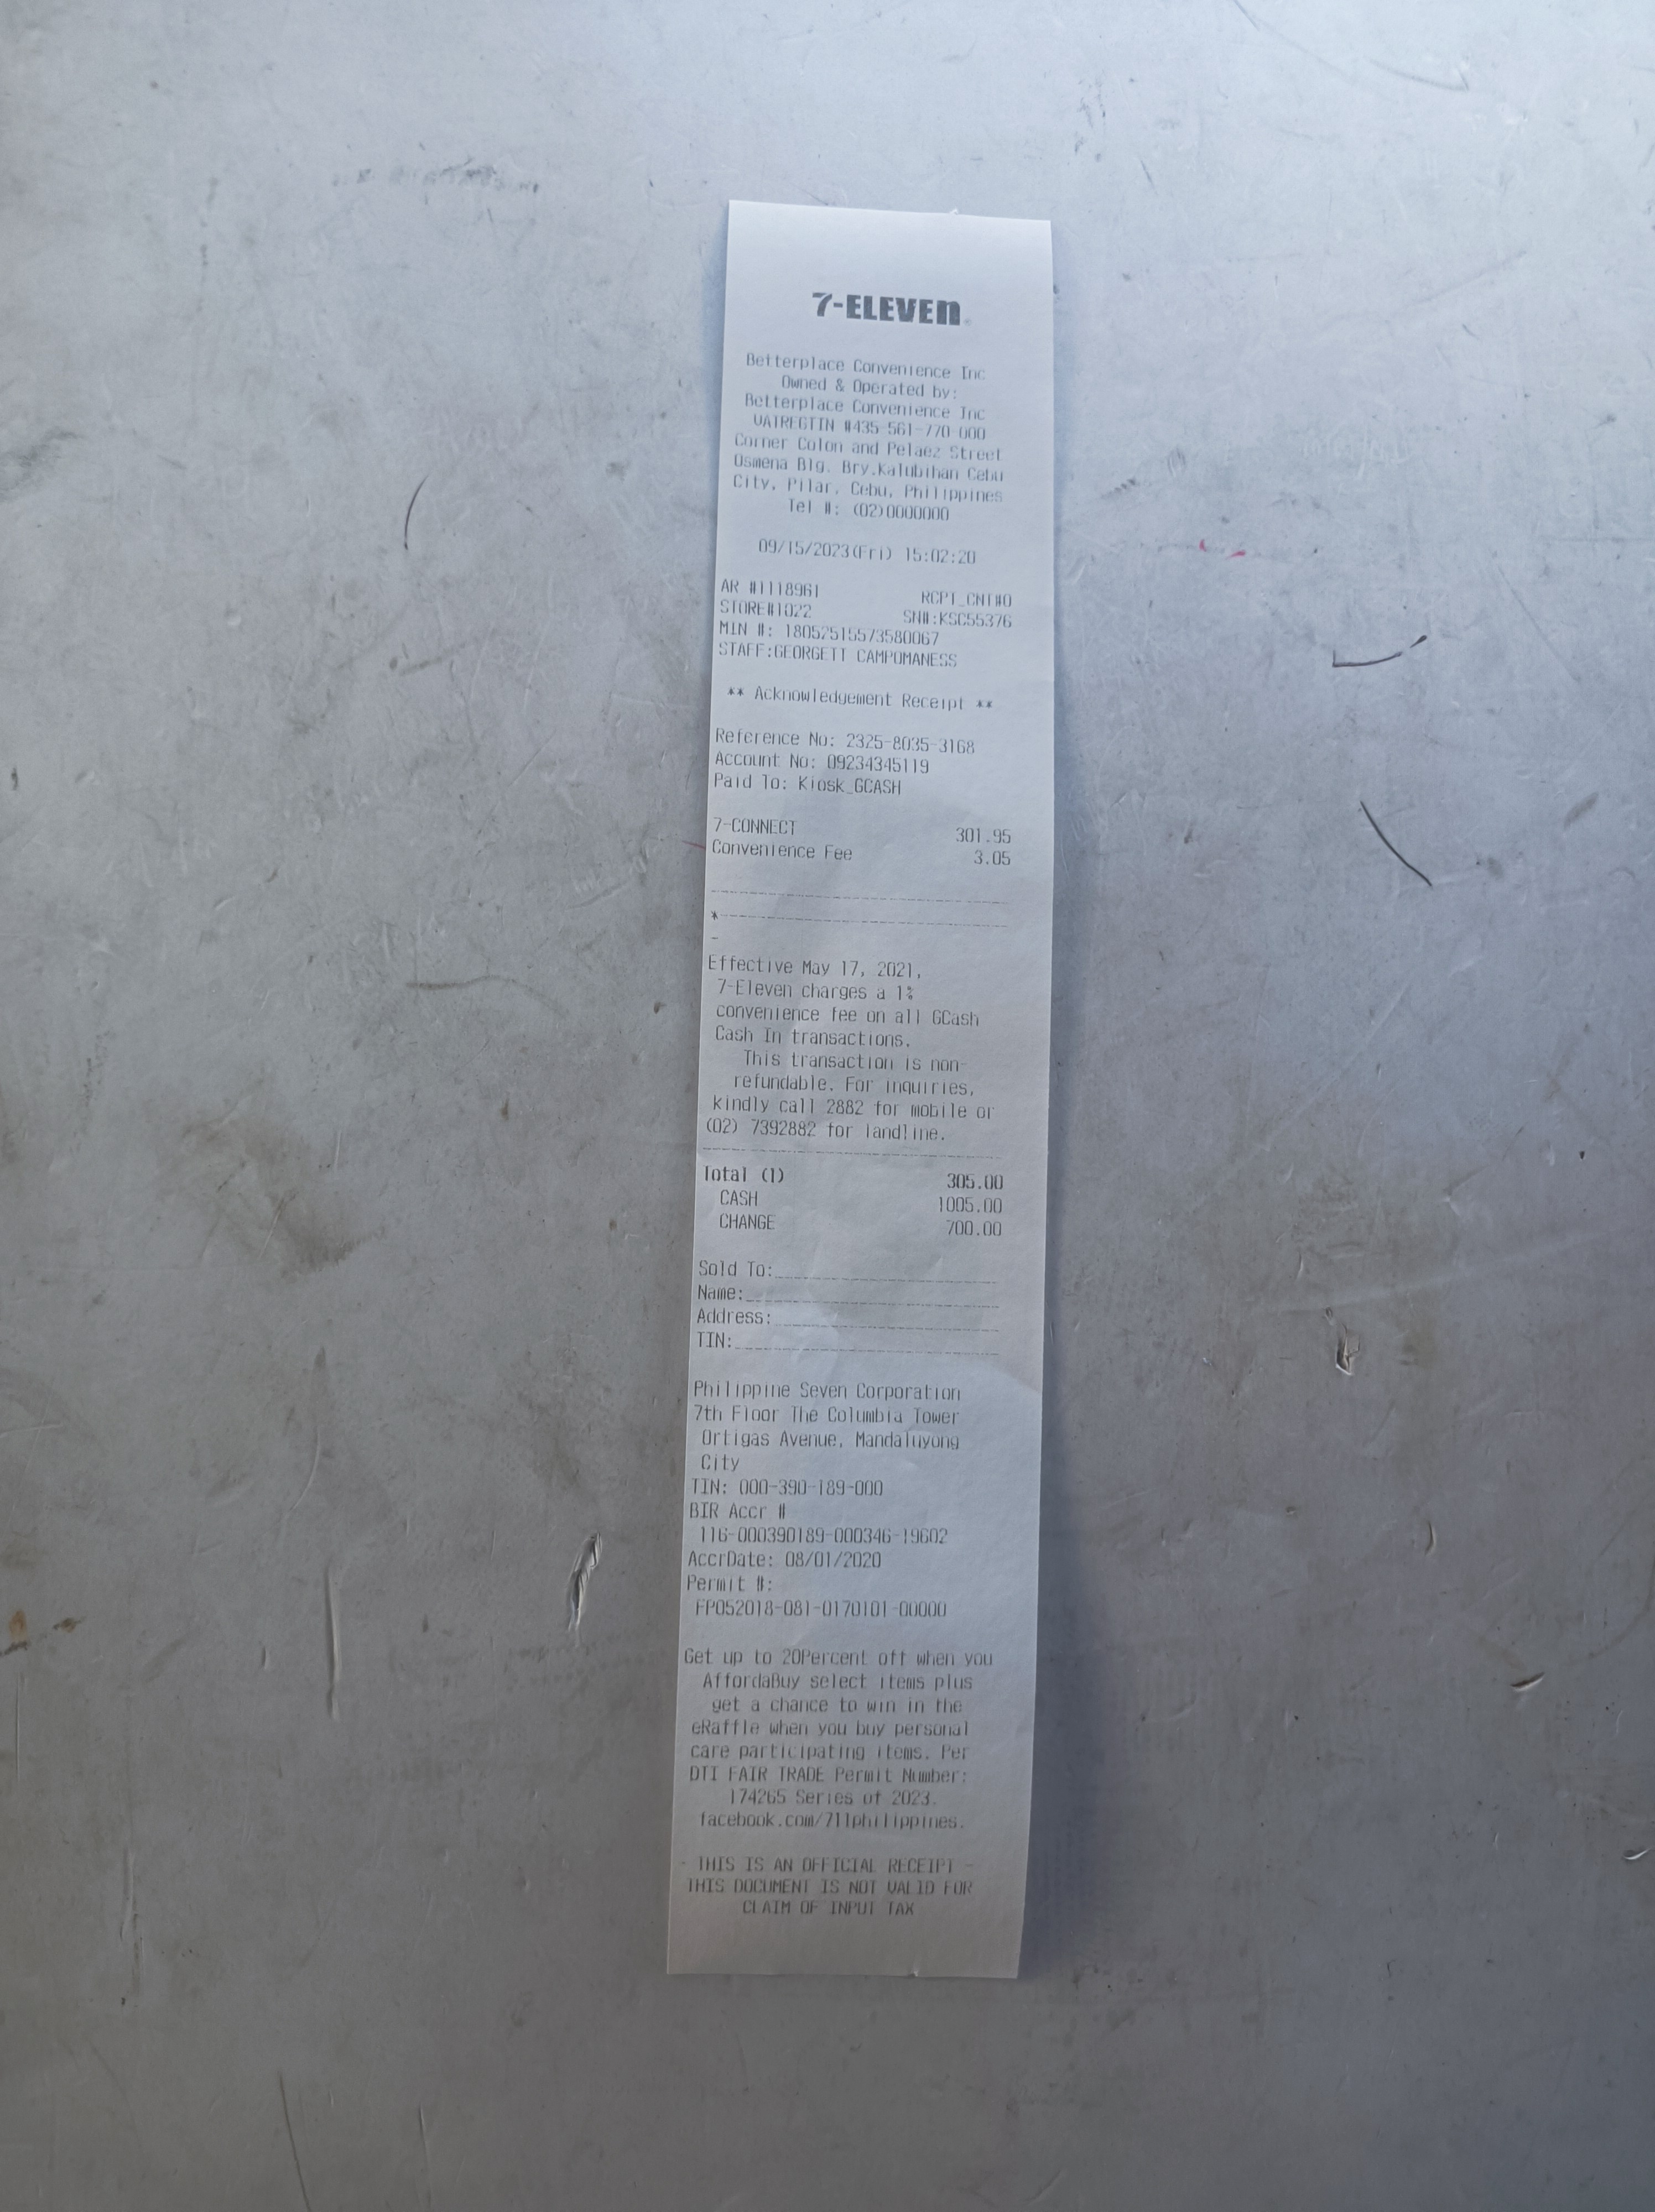 7-ELEVEn
Betterplace Convenience Inc
Owned & Operated by:
Betterplace Convenience Inc
VATREGTIN #435-561-770-000
Corner Colon and Pelaez Street
Osmena Blg. Bry.Kalubihan Cebu
City, Pilar, Cebu, Philippines
Tel #: (02)0000000
09/15/2023(Fri) 15:02:20
AR #1118961 RCPT_CNT#0
STORE#1022 SN#:KSC55376
MIN #: 18052515573580067
STAFF:GEORGETT CAMPOMANESS
** Acknowledgement Receipt **
Reference No: 2325-8035-3168
Account No: 09234345119
Paid To: Kiosk_GCASH
7-CONNECT 301.95
Convenience Fee 3.05
Effective May 17, 2021,
7-Eleven charges a 1%
convenience fee on all GCash
Cash In transactions.
This transaction is non-
refundable. For inquiries,
kindly call 2882 for mobile or
(02) 7392882 for landline.
Total (1) 305.00
CASH 1005.00
CHANGE 700.00
Sold To:
Name:
Address:
TIN:
Philippine Seven Corporation
7th Floor The Columbia Tower
Ortigas Avenue, Mandaluyong
City
TIN: 000-390-189-000
BIR Accr #
116-000390189-000346-19602
AccrDate: 08/01/2020
Permit #:
FP052018-081-0170101-00000
Get up to 20Percent off when you
AffordaBuy select items plus
get a chance to win in the
eRaffle when you buy personal
care participating items. Per
DTI FAIR TRADE Permit Number:
174265 Series of 2023.
facebook.com/711philippines.
- THIS IS AN OFFICIAL RECEIPT -
THIS DOCUMENT IS NOT VALID FOR
CLAIM OF INPUT TAX